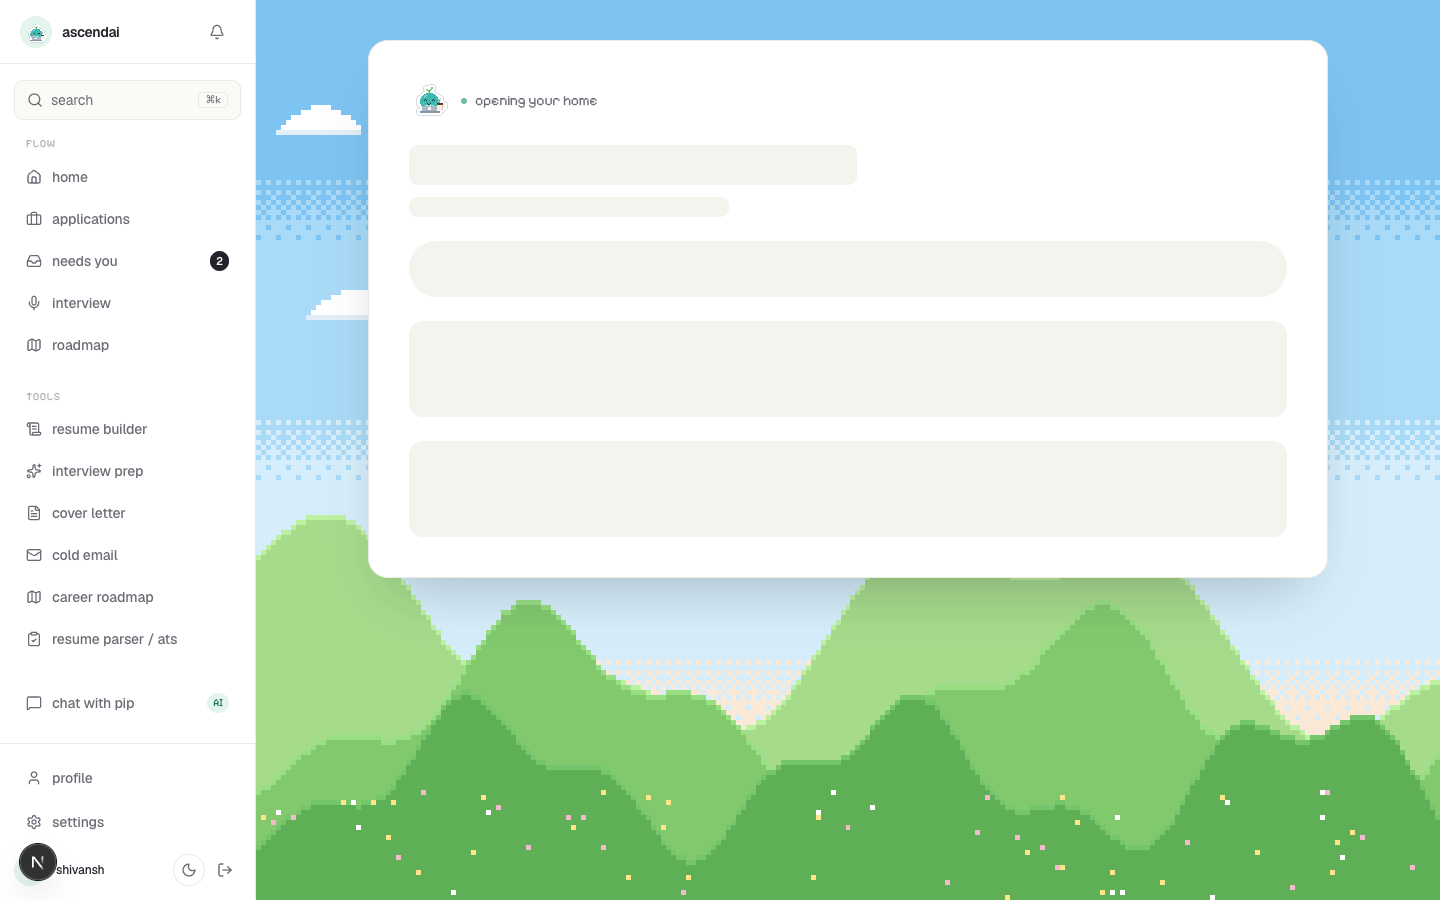 ascendai
search ⌘k
FLOW
home
applications
needs you 2
interview
roadmap
TOOLS
resume builder
interview prep
cover letter
cold email
career roadmap
resume parser / ats
chat with pip AI
profile
settings
N shivansh
opening your home